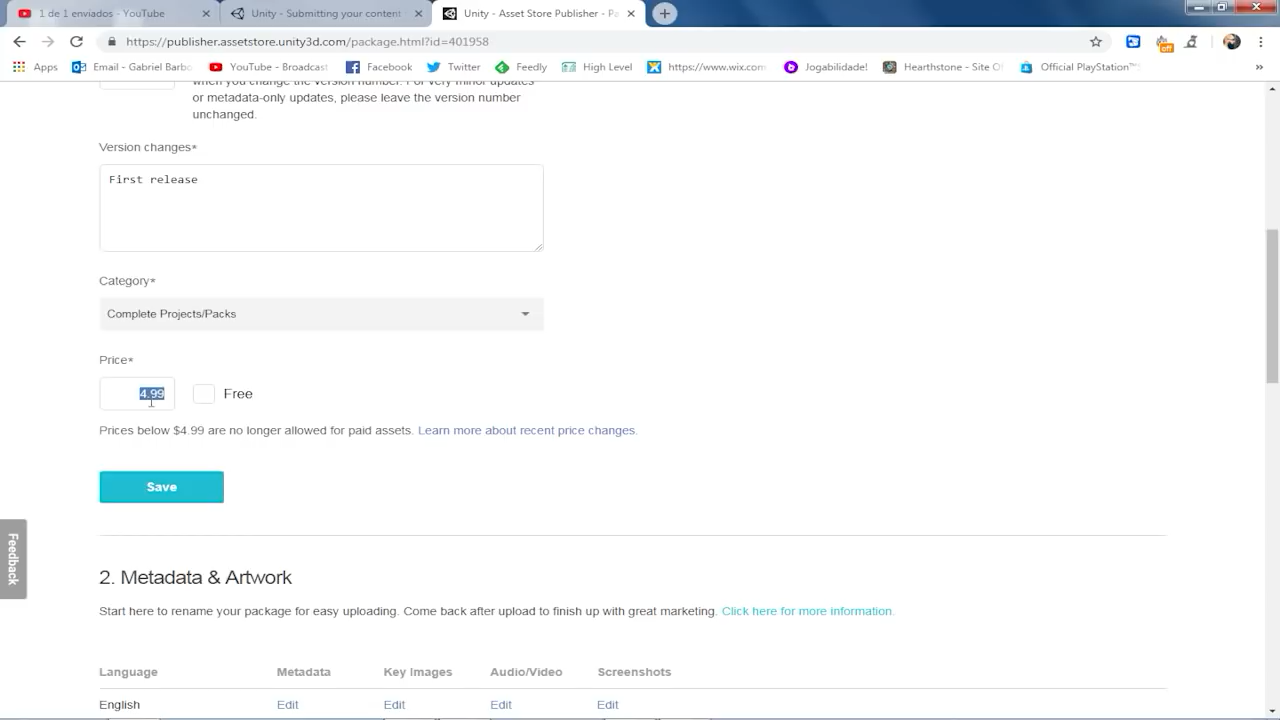 1 de 1 enviados - YouTube
Unity - Submitting your content
Unity - Asset Store Publisher - Pa
https://publisher.assetstore.unity3d.com/package.html?id=401958
off
Apps
Email - Gabriel Barbo
YouTube - Broadcast
Facebook
Twitter
Feedly
High Level
https://www.wix.com
Jogabilidade!
Hearthstone - Site Of
Official PlayStation™
when you change the version number. For very minor updates
or metadata-only updates, please leave the version number
unchanged.
Version changes*
First release
Category*
Complete Projects/Packs
Price*
4.99
Free
Prices below $4.99 are no longer allowed for paid assets. Learn more about recent price changes.
Save
Feedback
2. Metadata & Artwork
Start here to rename your package for easy uploading. Come back after upload to finish up with great marketing. Click here for more information.
Language Metadata Key Images Audio/Video Screenshots
English Edit Edit Edit Edit